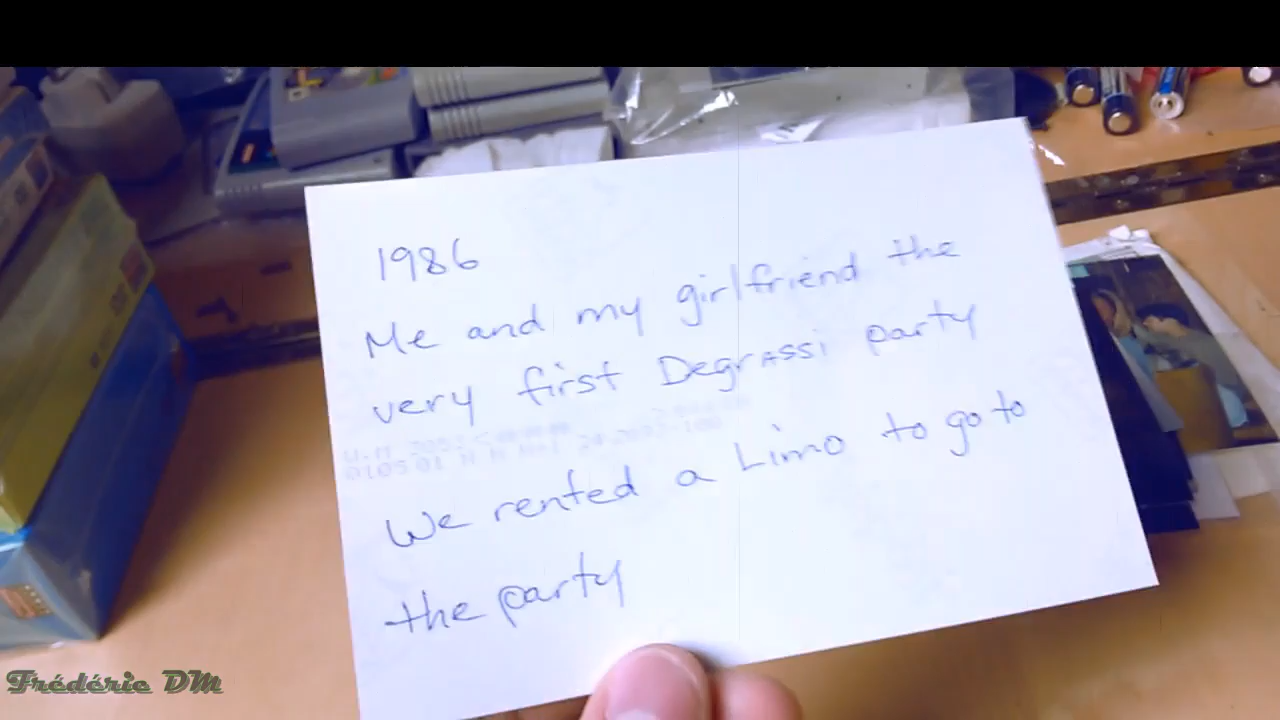 1986
Me and my girlfriend the
very first Degrassi party
We rented a Limo to go to
the party
Frédéric DM